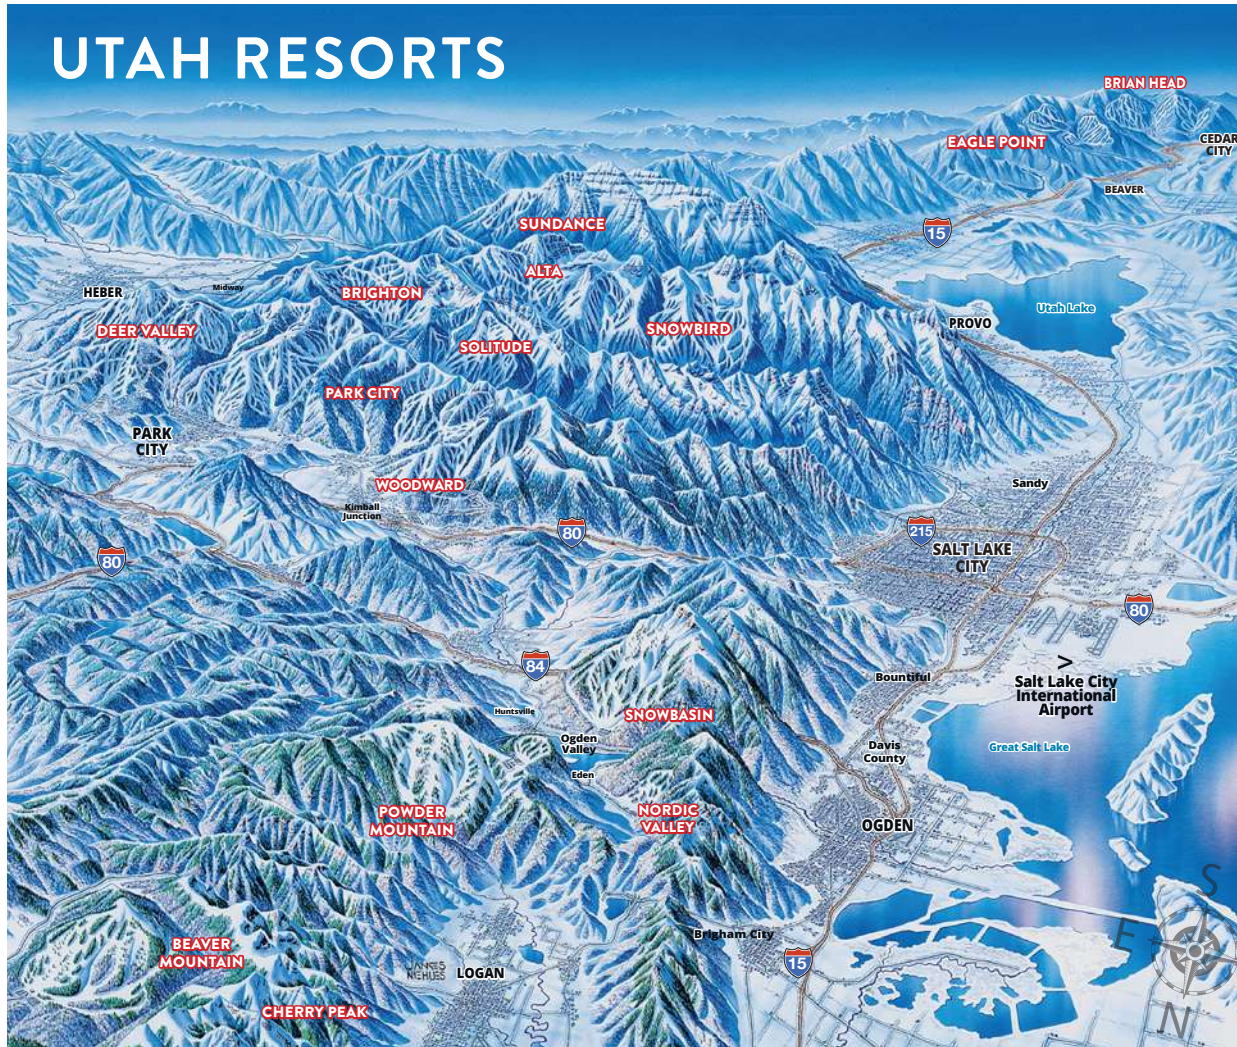 UTAH RESORTS
BRIAN HEAD
EAGLE POINT
CEDAR
CITY
BEAVER
SUNDANCE
15
ALTA
Midway
HEBER
BRIGHTON
Utah Lake
DEER VALLEY
SNOWBIRD
PROVO
SOLITUDE
PARK CITY
PARK
CITY
WOODWARD
Sandy
Kimball
Junction
80
215
80
SALT LAKE
CITY
80
84
>
Salt Lake City
International
Airport
Bountiful
Huntsville
SNOWBASIN
Ogden
Valley
Davis
County
Great Salt Lake
Eden
POWDER
MOUNTAIN
NORDIC
VALLEY
OGDEN
S
E
Brigham City
BEAVER
MOUNTAIN
15
JAMES
NIEHUES
LOGAN
CHERRY PEAK
N